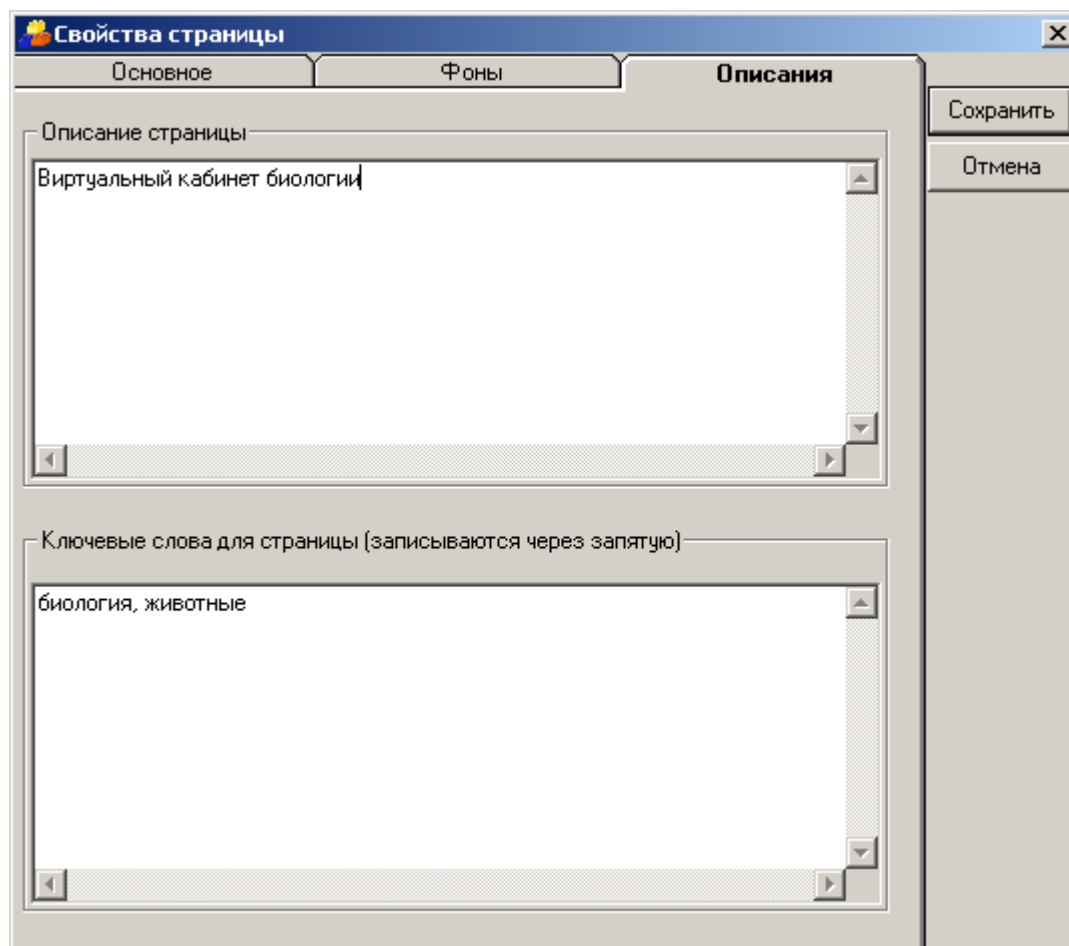 Свойства страницы
Основное
Фоны
Описания
Сохранить
Отмена
Описание страницы
Виртуальный кабинет биологии
Ключевые слова для страницы (записываются через запятую)
биология, животные